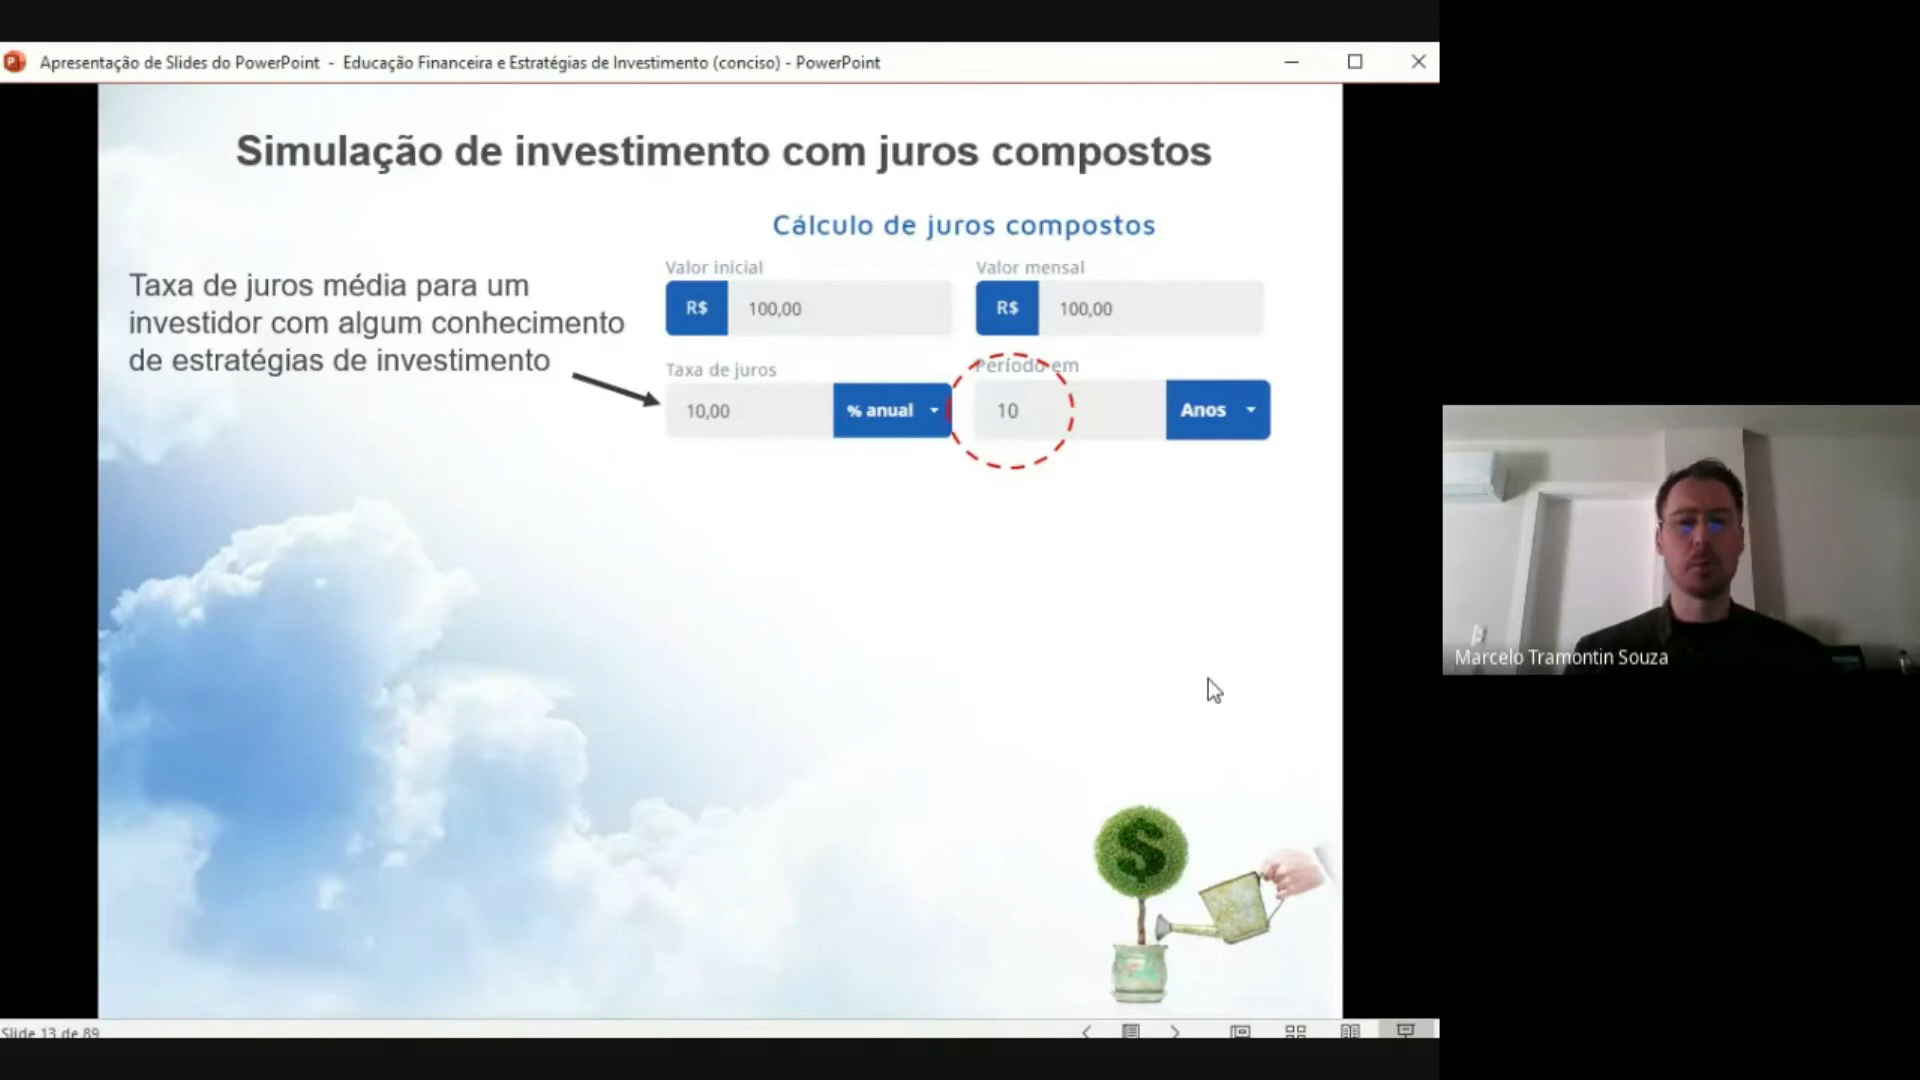 Apresentação de Slides do PowerPoint - Educação Financeira e Estratégias de Investimento (conciso) - PowerPoint
Simulação de investimento com juros compostos
Cálculo de juros compostos
Taxa de juros média para um
investidor com algum conhecimento
de estratégias de investimento
Valor inicial
R$ 100,00
Valor mensal
R$ 100,00
Taxa de juros
10,00 % anual
Período em
10 Anos
$
Marcelo Tramontin Souza
Slide 13 de 89